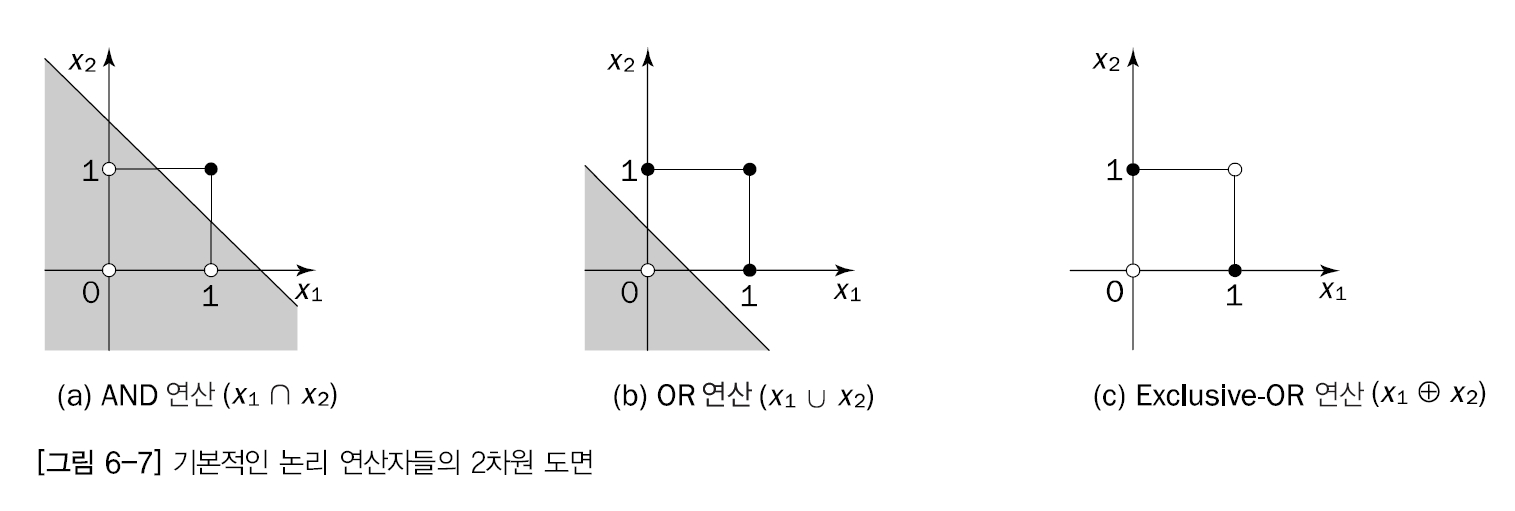 x₂
1
0
1
x₁
(a) AND 연산 (x₁ ∩ x₂)
x₂
1
0
1
x₁
(b) OR 연산 (x₁ ∪ x₂)
x₂
1
0
1
x₁
(c) Exclusive-OR 연산 (x₁ ⊕ x₂)
[그림 6–7] 기본적인 논리 연산자들의 2차원 도면